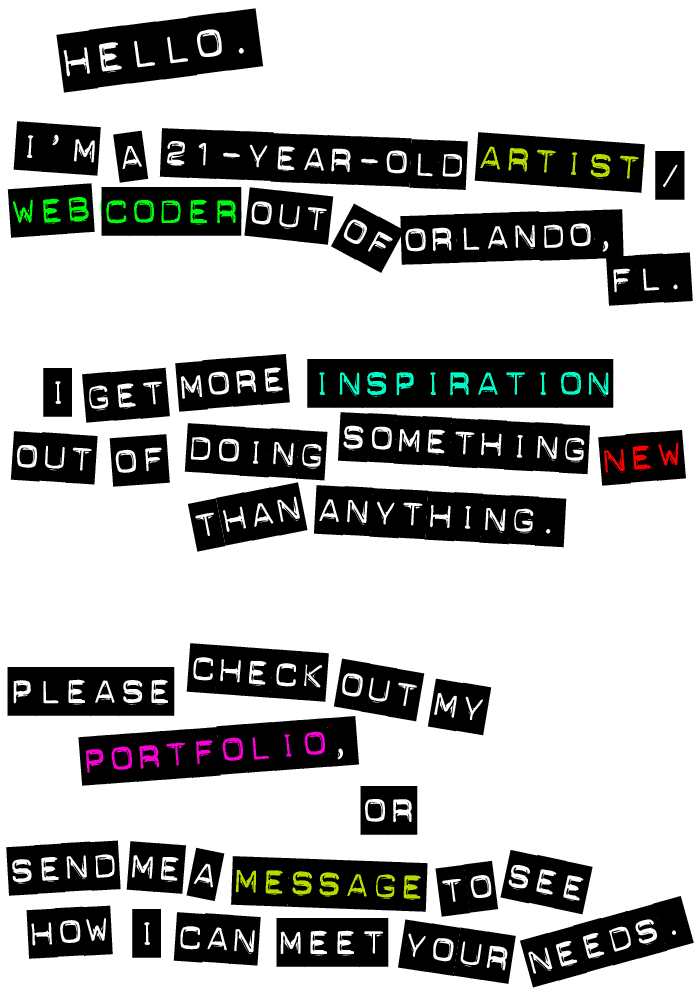 HELLO.
I'M A 21-YEAR-OLD ARTIST /
WEB CODER OUT OF ORLANDO,
FL.
I GET MORE INSPIRATION
OUT OF DOING SOMETHING NEW
THAN ANYTHING.
PLEASE CHECK OUT MY
PORTFOLIO,
OR
SEND ME A MESSAGE TO SEE
HOW I CAN MEET YOUR NEEDS.